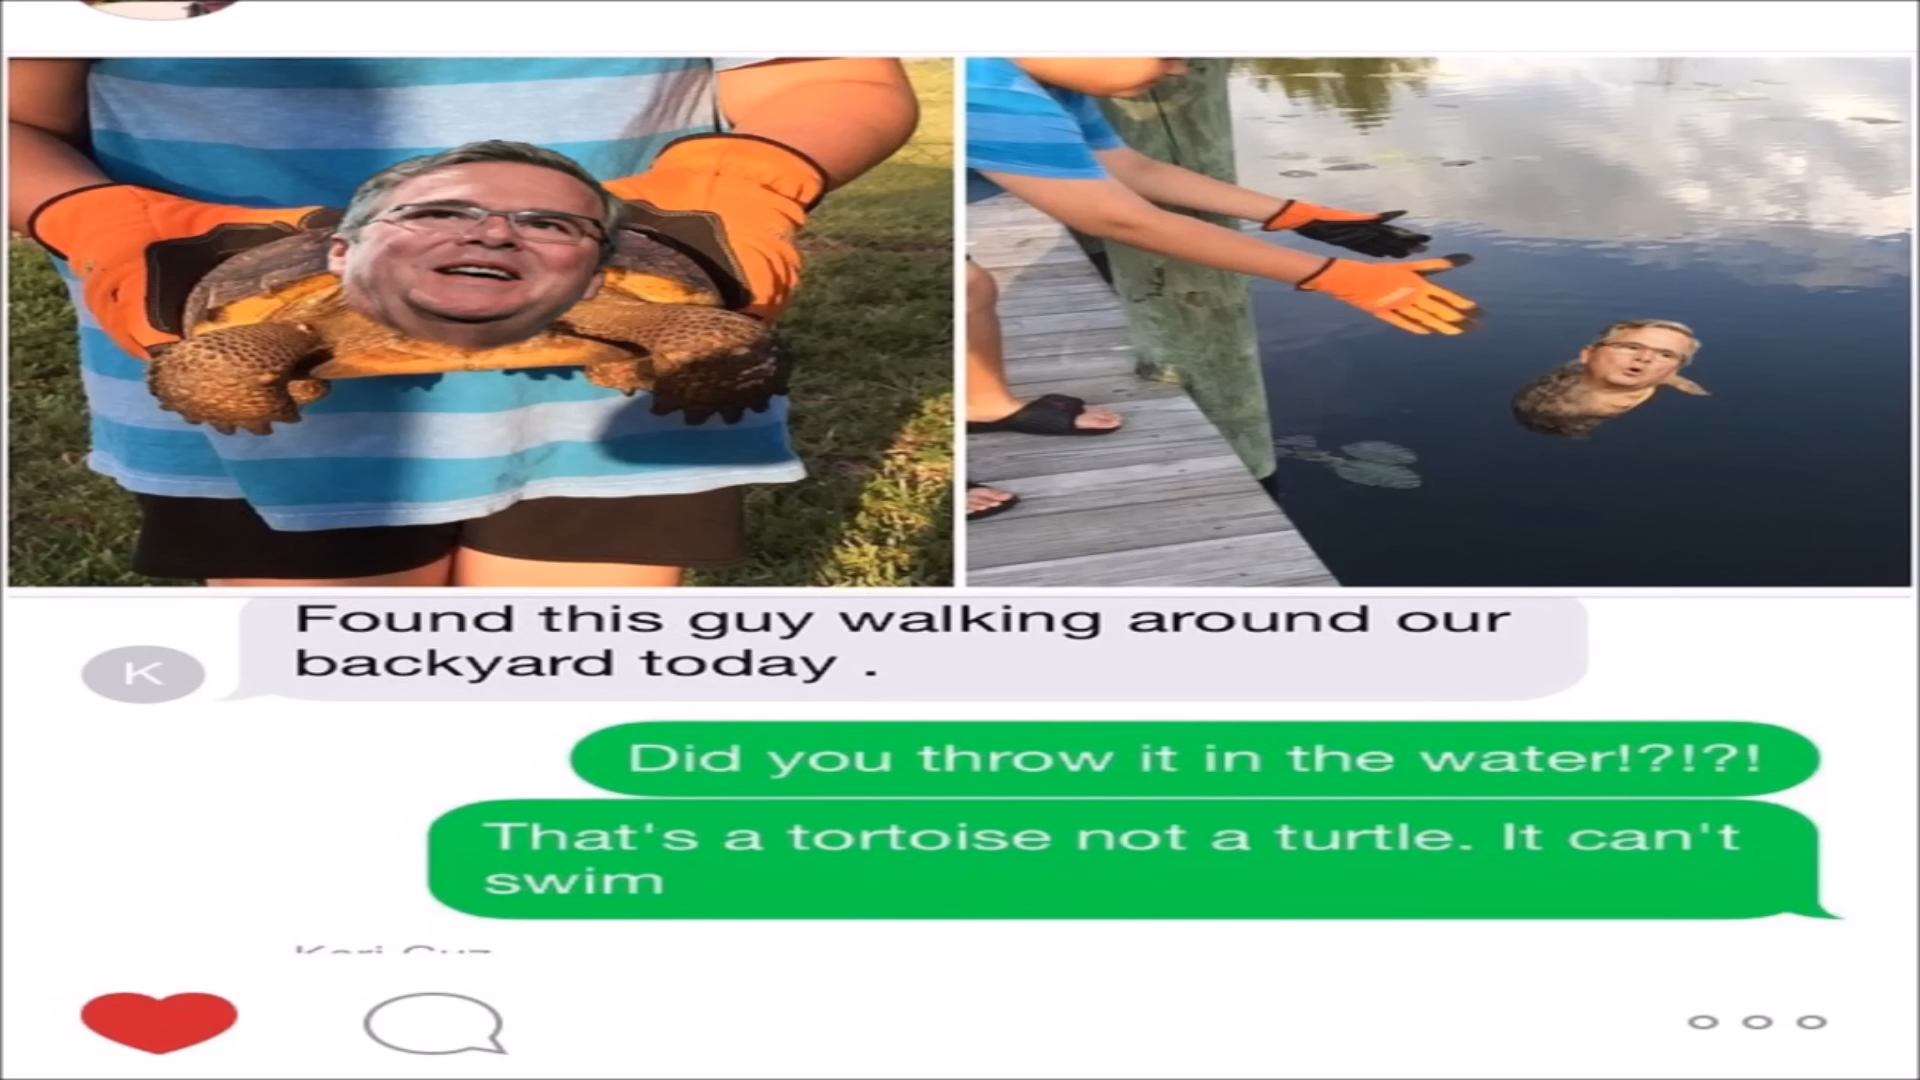 Found this guy walking around our
backyard today .
K
Did you throw it in the water!?!?!
That's a tortoise not a turtle. It can't
swim